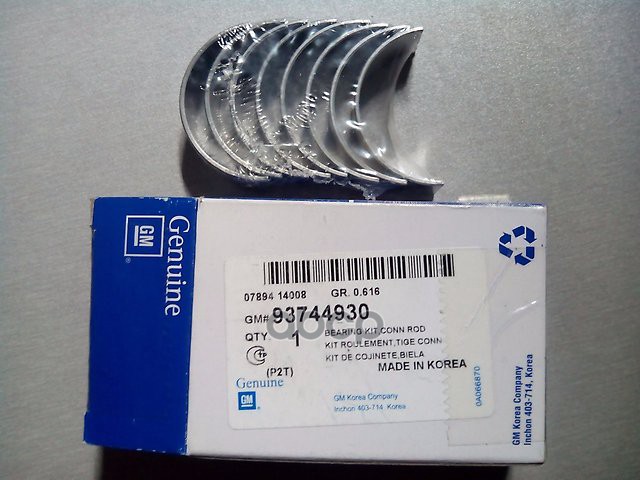 Genuine
GM
07894 14008 GR. 0.616
GM# 93744930
QTY 1
BEARING KIT,CONN ROD
KIT ROULEMENT,TIGE CONN
KIT DE COJINETE,BIELA
(P2T)
MADE IN KOREA
Genuine
GM
GM Korea Company
Inchon 403-714 Korea
0A066870
GM Korea Company
Inchon 403-714, Korea